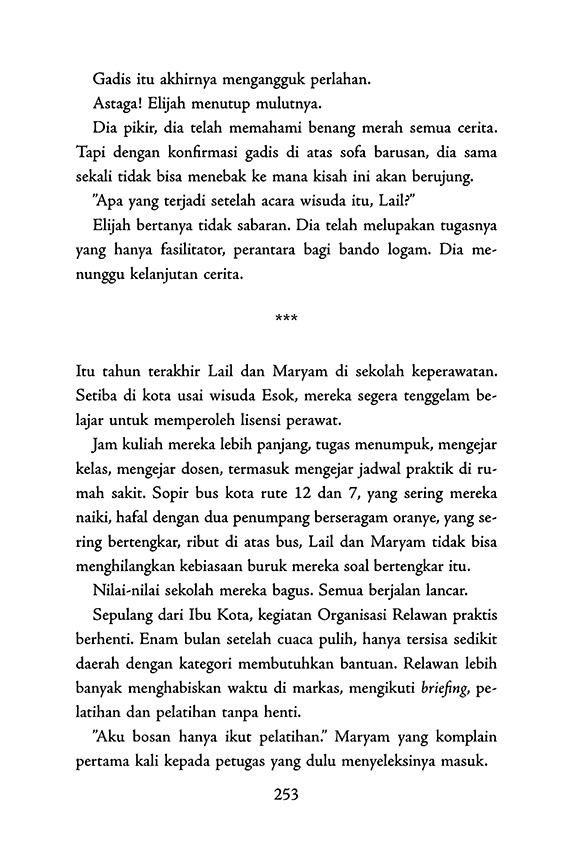 Gadis itu akhirnya mengangguk perlahan.
Astaga! Elijah menutup mulutnya.
Dia pikir, dia telah memahami benang merah semua cerita.
Tapi dengan konfirmasi gadis di atas sofa barusan, dia sama
sekali tidak bisa menebak ke mana kisah ini akan berujung.
”Apa yang terjadi setelah acara wisuda itu, Lail?”
Elijah bertanya tidak sabaran. Dia telah melupakan tugasnya
yang hanya fasilitator, perantara bagi bando logam. Dia me-
nunggu kelanjutan cerita.
***
Itu tahun terakhir Lail dan Maryam di sekolah keperawatan.
Setiba di kota usai wisuda Esok, mereka segera tenggelam be-
lajar untuk memperoleh lisensi perawat.
Jam kuliah mereka lebih panjang, tugas menumpuk, mengejar
kelas, mengejar dosen, termasuk mengejar jadwal praktik di ru-
mah sakit. Sopir bus kota rute 12 dan 7, yang sering mereka
naiki, hafal dengan dua penumpang berseragam oranye, yang se-
ring bertengkar, ribut di atas bus, Lail dan Maryam tidak bisa
menghilangkan kebiasaan buruk mereka soal bertengkar itu.
Nilai-nilai sekolah mereka bagus. Semua berjalan lancar.
Sepulang dari Ibu Kota, kegiatan Organisasi Relawan praktis
berhenti. Enam bulan setelah cuaca pulih, hanya tersisa sedikit
daerah dengan kategori membutuhkan bantuan. Relawan lebih
banyak menghabiskan waktu di markas, mengikuti briefing, pe-
latihan dan pelatihan tanpa henti.
”Aku bosan hanya ikut pelatihan.” Maryam yang komplain
pertama kali kepada petugas yang dulu menyeleksinya masuk.
253